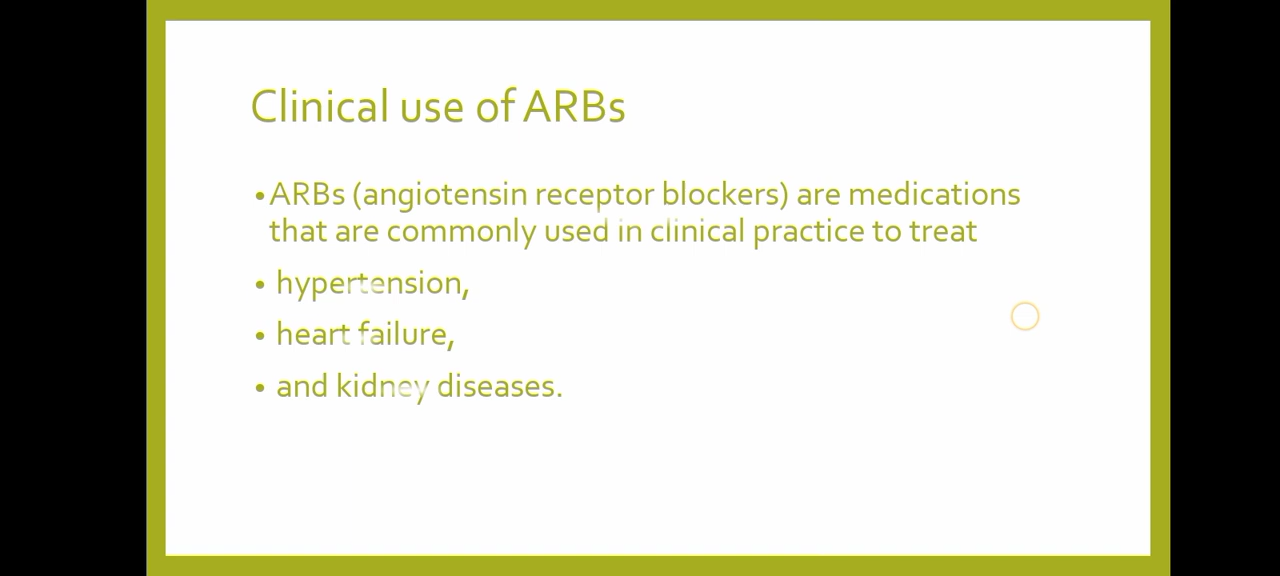 Clinical use of ARBs
•ARBs (angiotensin receptor blockers) are medications
that are commonly used in clinical practice to treat
• hypertension,
• heart failure,
• and kidney diseases.